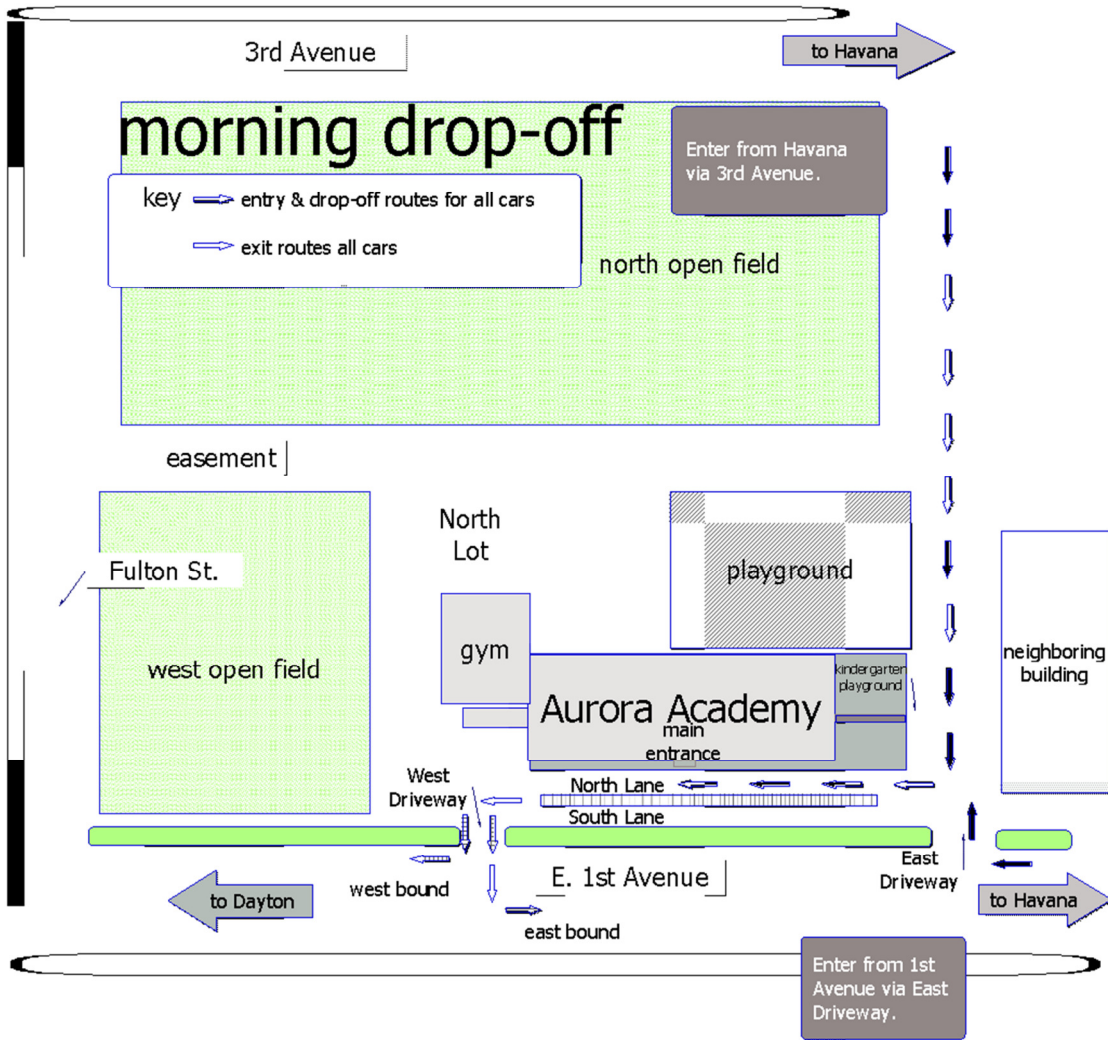 3rd Avenue
to Havana
morning drop-off
Enter from Havana
via 3rd Avenue.
key
entry & drop-off routes for all cars
exit routes all cars
north open field
easement
North
Lot
playground
Fulton St.
gym
west open field
neighboring
building
kindergarten
playground
Aurora Academy
main
entrance
West
Driveway
North Lane
South Lane
East
Driveway
west bound
E. 1st Avenue
to Dayton
to Havana
east bound
Enter from 1st
Avenue via East
Driveway.